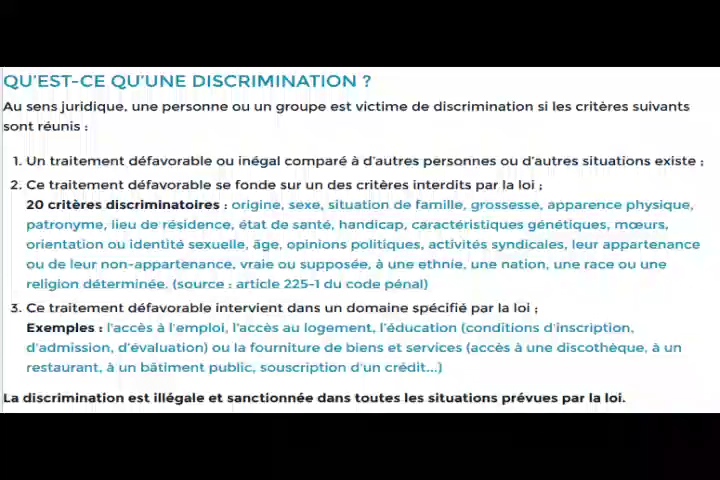 QU'EST-CE QU'UNE DISCRIMINATION ?
Au sens juridique, une personne ou un groupe est victime de discrimination si les critères suivants
sont réunis :
1. Un traitement défavorable ou inégal comparé à d'autres personnes ou d'autres situations existe ;
2. Ce traitement défavorable se fonde sur un des critères interdits par la loi ;
20 critères discriminatoires : origine, sexe, situation de famille, grossesse, apparence physique,
patronyme, lieu de résidence, état de santé, handicap, caractéristiques génétiques, mœurs,
orientation ou identité sexuelle, âge, opinions politiques, activités syndicales, leur appartenance
ou de leur non-appartenance, vraie ou supposée, à une ethnie, une nation, une race ou une
religion déterminée. (source : article 225-1 du code pénal)
3. Ce traitement défavorable intervient dans un domaine spécifié par la loi ;
Exemples : l'accès à l'emploi, l'accès au logement, l'éducation (conditions d'inscription,
d'admission, d'évaluation) ou la fourniture de biens et services (accès à une discothèque, à un
restaurant, à un bâtiment public, souscription d'un crédit...)
La discrimination est illégale et sanctionnée dans toutes les situations prévues par la loi.